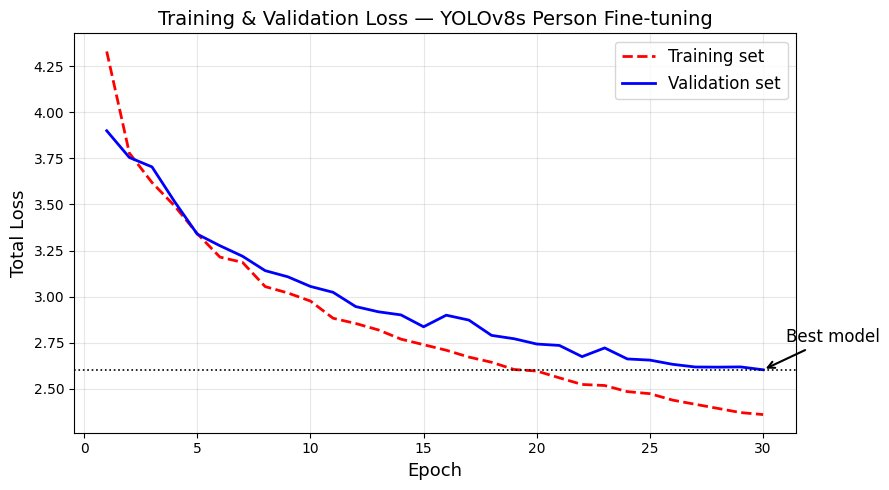 Training & Validation Loss — YOLOv8s Person Fine-tuning
Training set
Validation set
Total Loss
4.25
4.00
3.75
3.50
3.25
3.00
2.75
2.50
Best model
0
5
10
15
20
25
30
Epoch